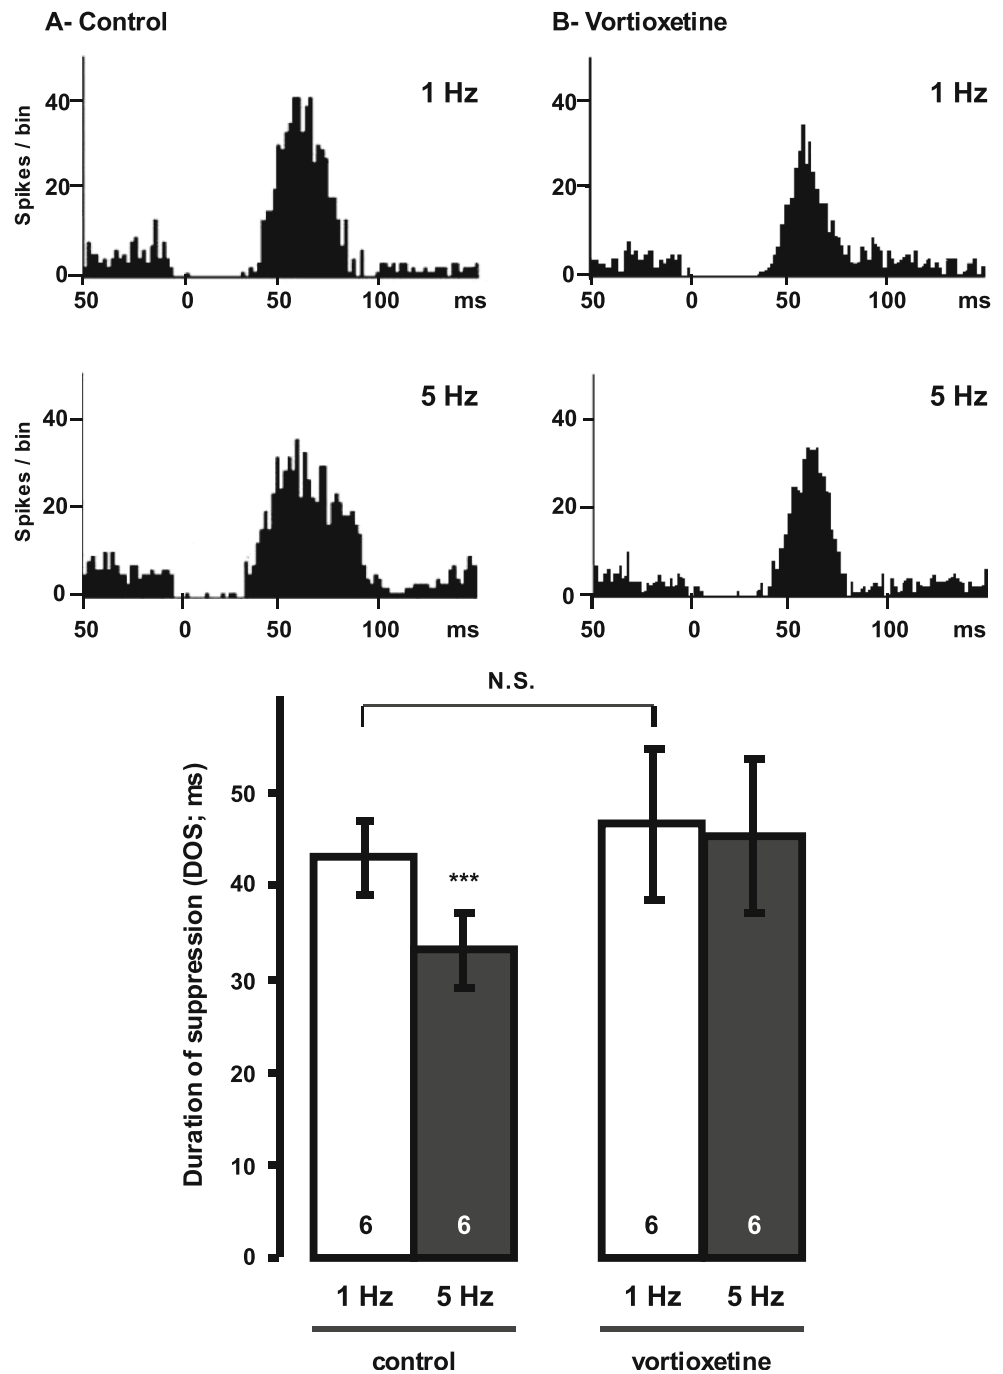 A- Control
B- Vortioxetine
1 Hz
Spikes / bin
40
20
0
50 0 50 100 ms
1 Hz
40
20
0
50 0 50 100 ms
5 Hz
Spikes / bin
40
20
0
50 0 50 100 ms
5 Hz
40
20
0
50 0 50 100 ms
N.S.
Duration of suppression (DOS; ms)
50
40
30
20
10
0
***
6 6 6 6
1 Hz 5 Hz 1 Hz 5 Hz
control vortioxetine